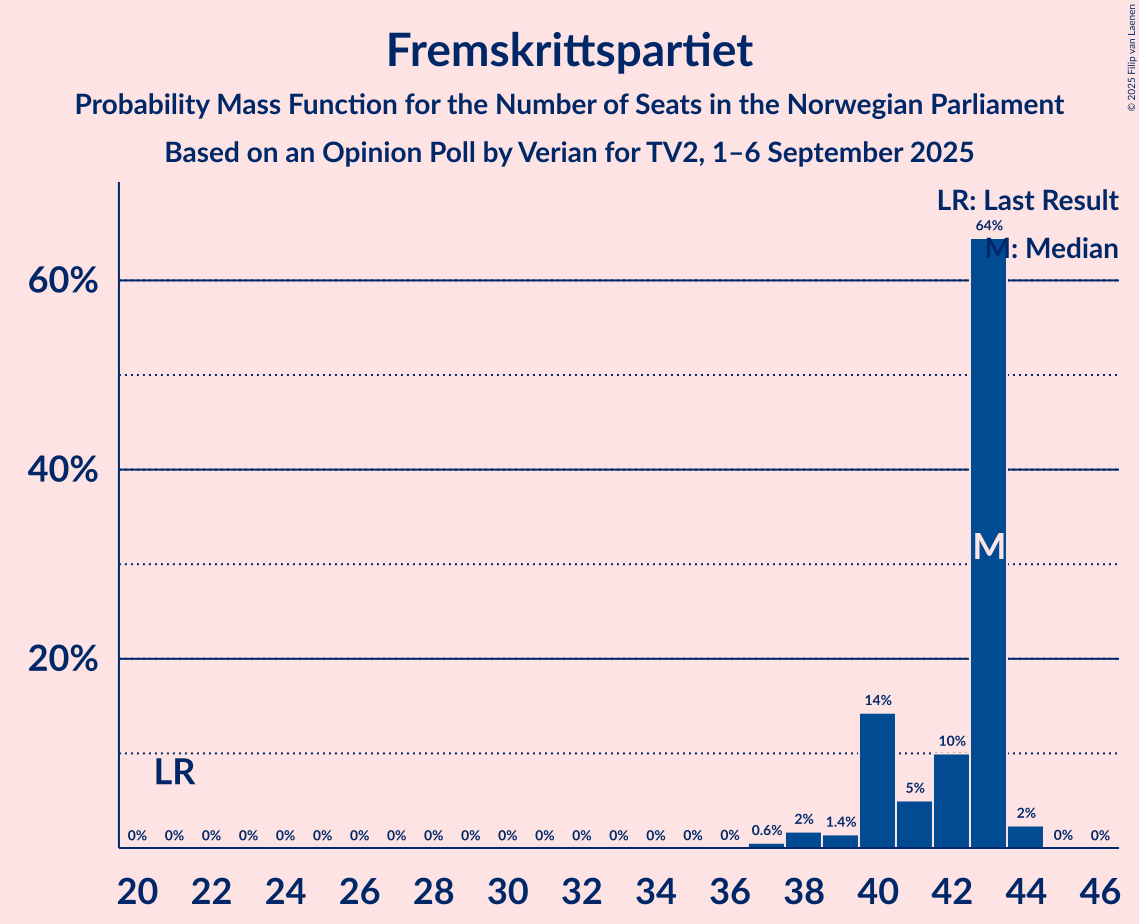 Fremskrittspartiet
Probability Mass Function for the Number of Seats in the Norwegian Parliament
Based on an Opinion Poll by Verian for TV2, 1–6 September 2025
© 2025 Filip van Laenen
LR: Last Result
64%
M: Median
60%
40%
M
20%
14%
10%
LR
5%
0% 0% 0% 0% 0% 0% 0% 0% 0% 0% 0% 0% 0% 0% 0% 0% 0% 0.6% 2% 1.4% 2% 0% 0%
20 22 24 26 28 30 32 34 36 38 40 42 44 46